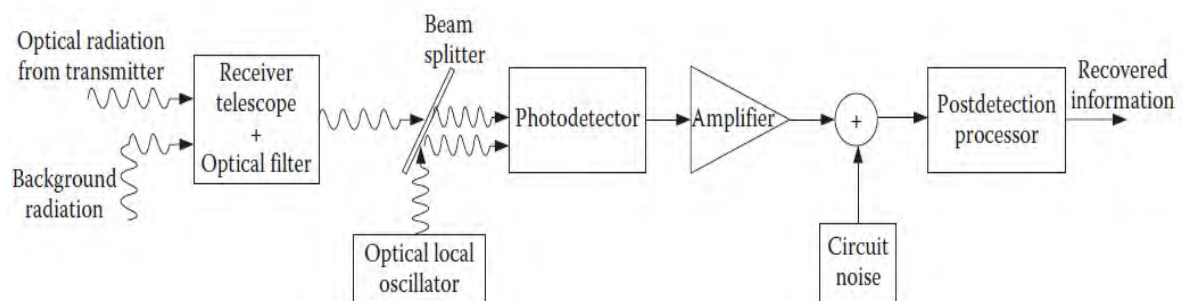 Optical radiation
from transmitter
Background
radiation
Receiver
telescope
+
Optical filter
Beam
splitter
Optical local
oscillator
Photodetector
Amplifier
+
Circuit
noise
Postdetection
processor
Recovered
information